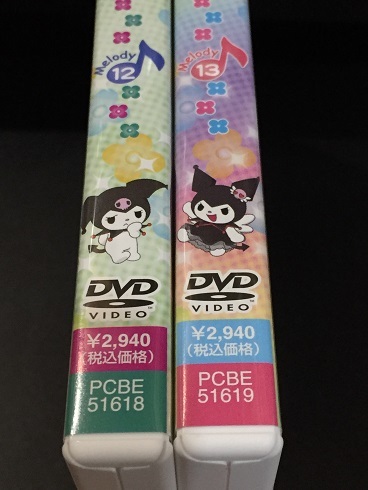 Melody
12
DVD
VIDEO
¥2,940
(税込価格)
PCBE
51618
Melody
13
DVD
VIDEO
¥2,940
(税込価格)
PCBE
51619